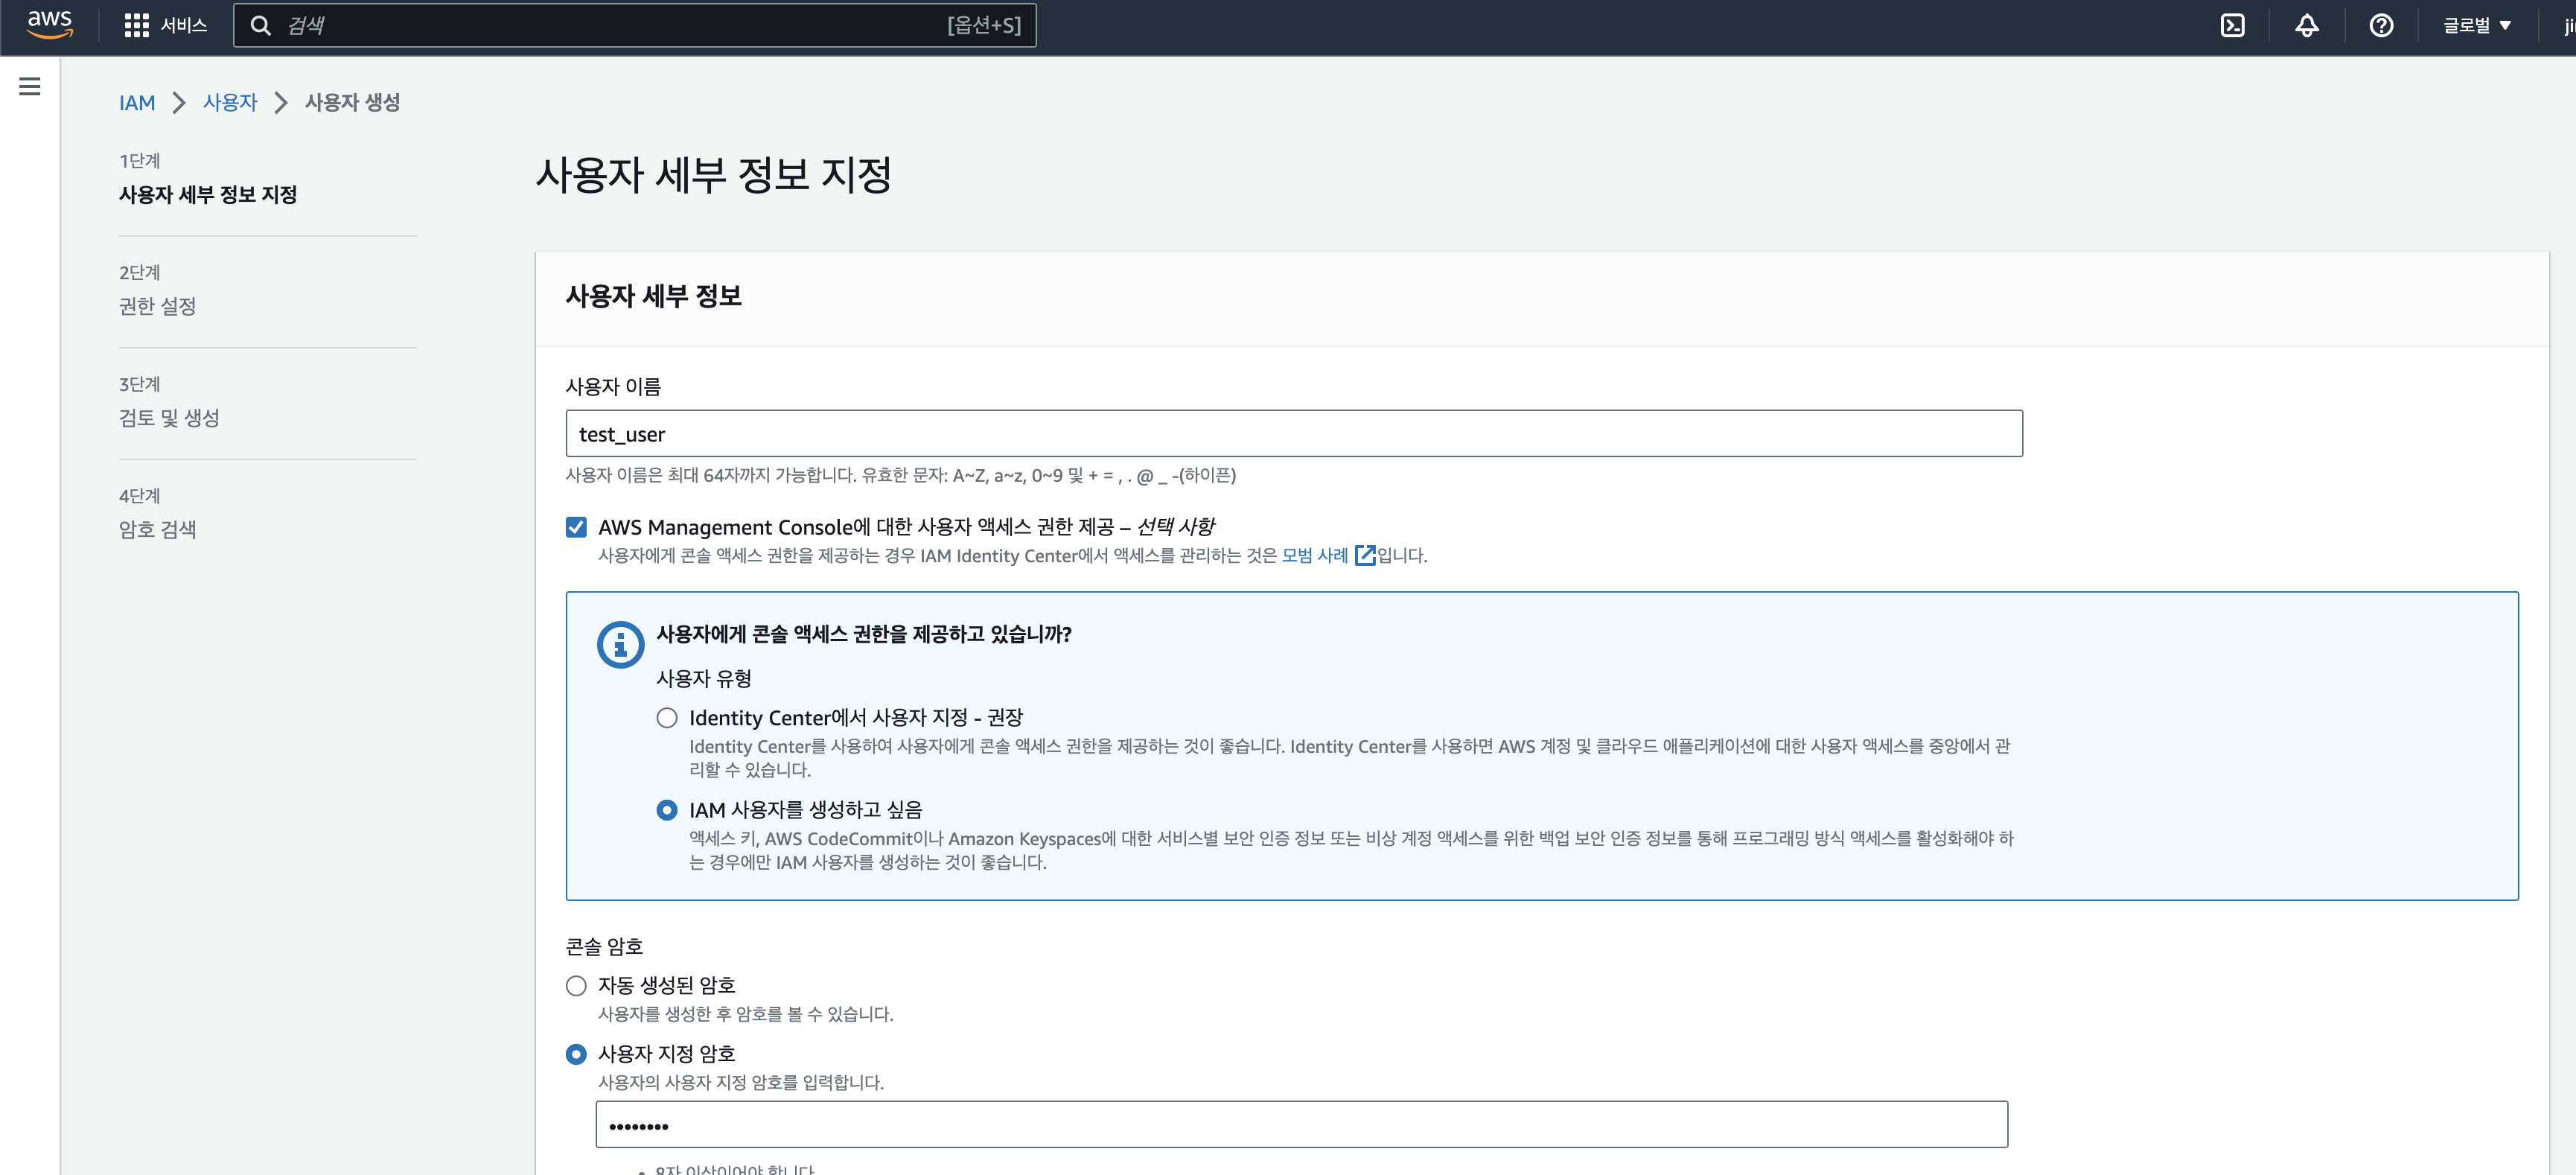 aws
서비스
검색
[옵션+S]
글로벌
IAM
사용자
사용자 생성
1단계
사용자 세부 정보 지정
2단계
권한 설정
3단계
검토 및 생성
4단계
암호 검색
사용자 세부 정보 지정
사용자 세부 정보
사용자 이름
test_user
사용자 이름은 최대 64자까지 가능합니다. 유효한 문자: A~Z, a~z, 0~9 및 + = , . @ _ -(하이픈)
AWS Management Console에 대한 사용자 액세스 권한 제공 – 선택 사항
사용자에게 콘솔 액세스 권한을 제공하는 경우 IAM Identity Center에서 액세스를 관리하는 것은 모범 사례 입니다.
사용자에게 콘솔 액세스 권한을 제공하고 있습니까?
사용자 유형
Identity Center에서 사용자 지정 - 권장
Identity Center를 사용하여 사용자에게 콘솔 액세스 권한을 제공하는 것이 좋습니다. Identity Center를 사용하면 AWS 계정 및 클라우드 애플리케이션에 대한 사용자 액세스를 중앙에서 관
리할 수 있습니다.
IAM 사용자를 생성하고 싶음
액세스 키, AWS CodeCommit이나 Amazon Keyspaces에 대한 서비스별 보안 인증 정보 또는 비상 계정 액세스를 위한 백업 보안 인증 정보를 통해 프로그래밍 방식 액세스를 활성화해야 하
는 경우에만 IAM 사용자를 생성하는 것이 좋습니다.
콘솔 암호
자동 생성된 암호
사용자를 생성한 후 암호를 볼 수 있습니다.
사용자 지정 암호
사용자의 사용자 지정 암호를 입력합니다.
••••••••
• 8자 이상이어야 합니다